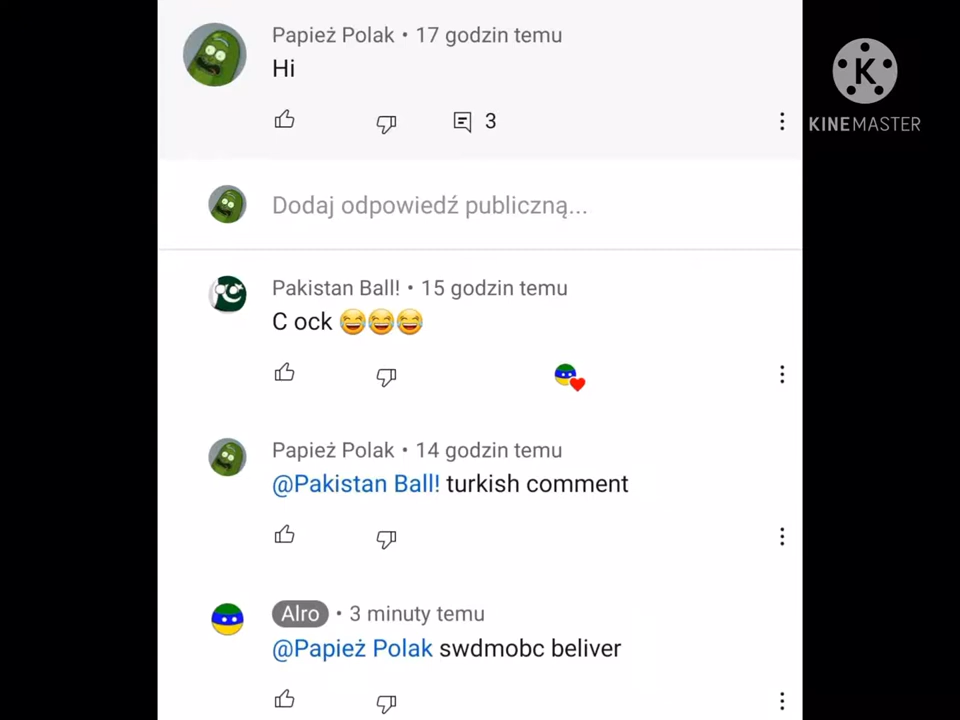 Papież Polak • 17 godzin temu
Hi
3
KINEMASTER
Dodaj odpowiedź publiczną...
Pakistan Ball! • 15 godzin temu
C ock 😂😂😂
Papież Polak • 14 godzin temu
@Pakistan Ball! turkish comment
Alro • 3 minuty temu
@Papież Polak swdmobc beliver